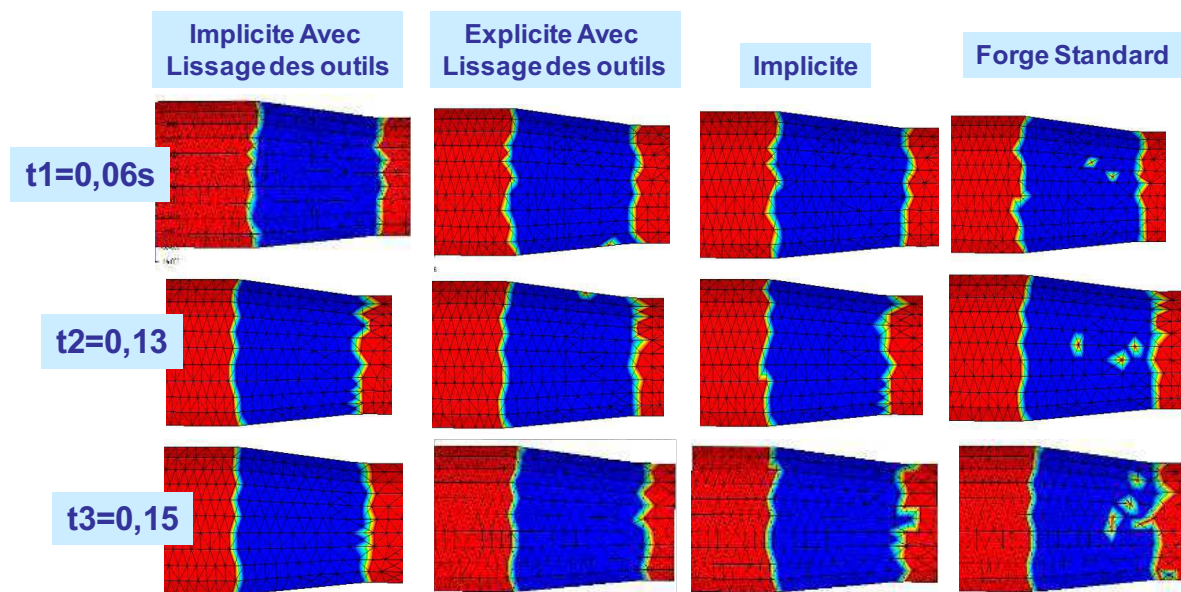 Implicite Avec
Lissage des outils
Explicite Avec
Lissage des outils
Implicite
Forge Standard
t1=0,06s
t2=0,13
t3=0,15